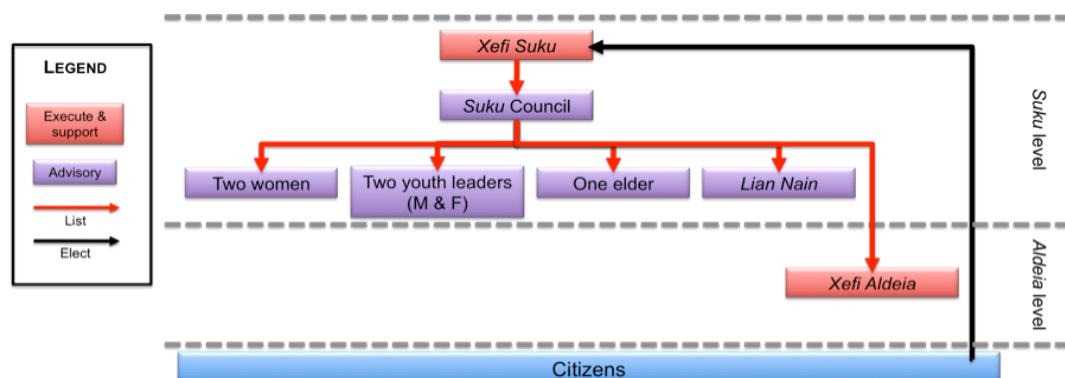 LEGEND
Execute &
support
Advisory
List
Elect
Xefi Suku
Suku Council
Two women
Two youth leaders
(M & F)
One elder
Lian Nain
Suku level
Xefi Aldeia
Aldeia level
Citizens